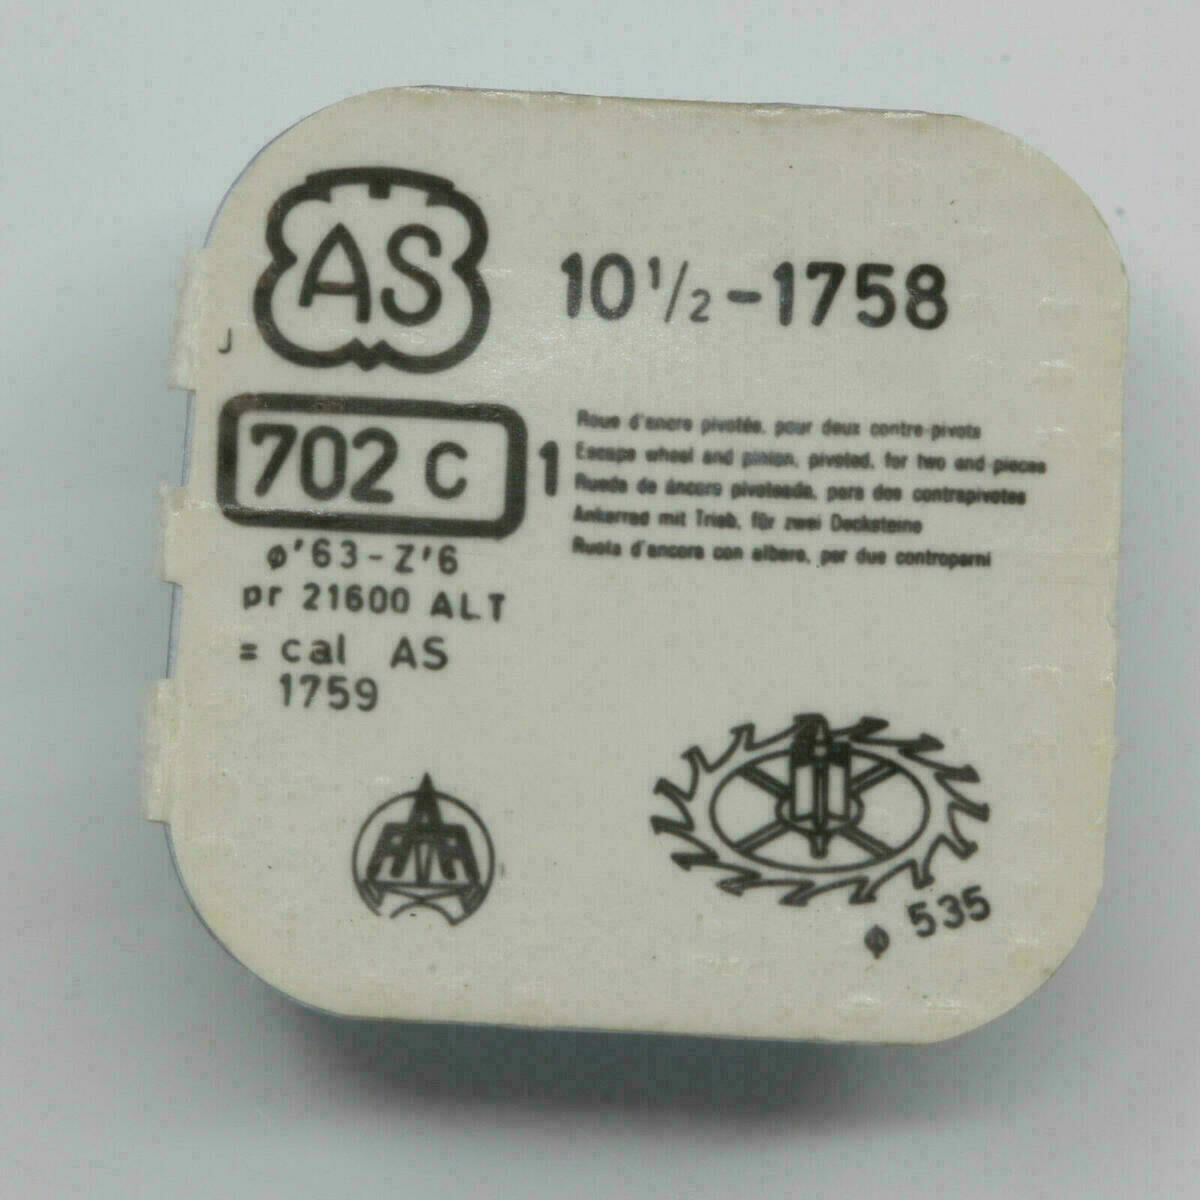 AS
10 1/2 - 1758
J
702 C 1
Roue d'ancre pivotée, pour deux contre-pivots
Escape wheel and pinion, pivoted, for two end-pieces
Rueda de áncora pivoteada, para dos contrapivotes
Ankerrad mit Trieb, für zwei Decksteine
Ruota d'ancora con albero, per due controperni
ø'63 - Z'6
pr 21600 ALT
= cal AS
1759
ø 535